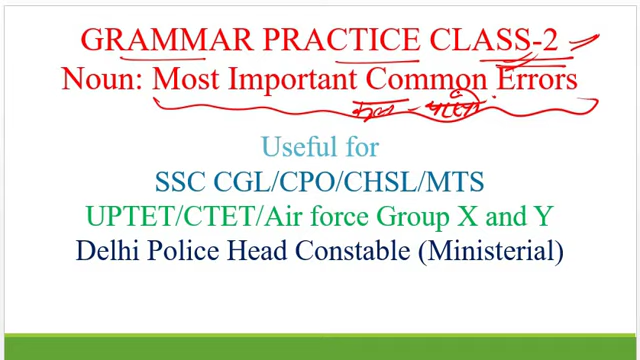 GRAMMAR PRACTICE CLASS-2
Noun: Most Important Common Errors
Useful for
SSC CGL/CPO/CHSL/MTS
UPTET/CTET/Air force Group X and Y
Delhi Police Head Constable (Ministerial)